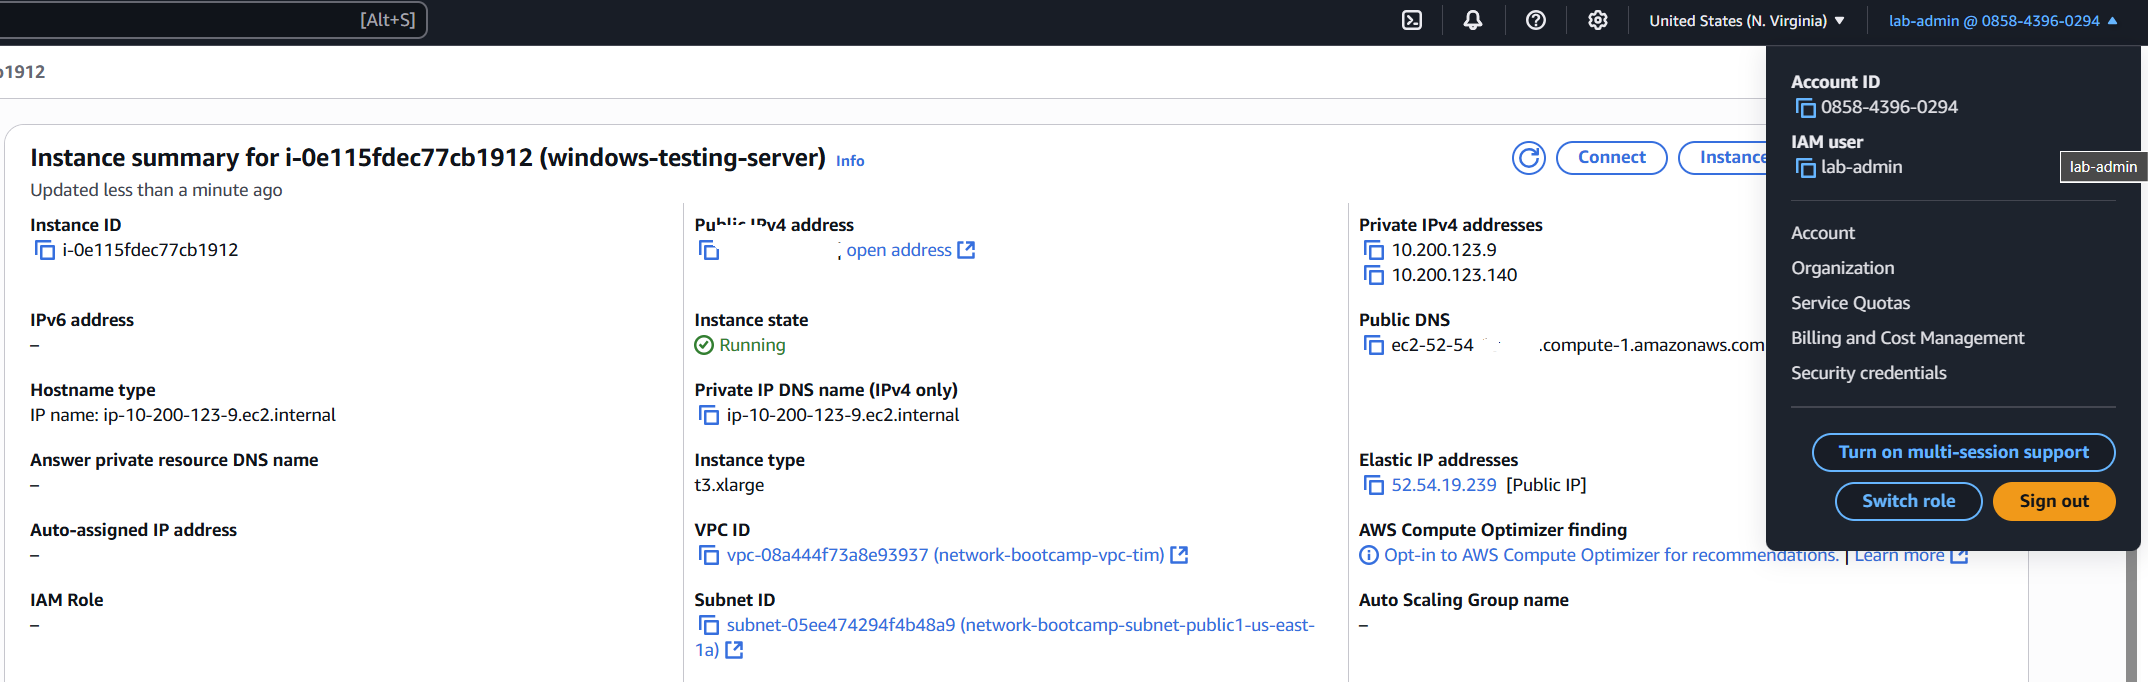 [Alt+S]
United States (N. Virginia)
lab-admin @ 0858-4396-0294
1912
Account ID
0858-4396-0294
IAM user
lab-admin
lab-admin
Account
Organization
Service Quotas
Billing and Cost Management
Security credentials
Turn on multi-session support
Switch role
Sign out
Instance summary for i-0e115fdec77cb1912 (windows-testing-server) Info
Updated less than a minute ago
Connect
Instance
Instance ID
i-0e115fdec77cb1912
Public IPv4 address
open address
Private IPv4 addresses
10.200.123.9
10.200.123.140
IPv6 address
–
Instance state
Running
Public DNS
ec2-52-54 .compute-1.amazonaws.com
Hostname type
IP name: ip-10-200-123-9.ec2.internal
Private IP DNS name (IPv4 only)
ip-10-200-123-9.ec2.internal
Answer private resource DNS name
–
Instance type
t3.xlarge
Elastic IP addresses
52.54.19.239 [Public IP]
Auto-assigned IP address
–
VPC ID
vpc-08a444f73a8e93937 (network-bootcamp-vpc-tim)
AWS Compute Optimizer finding
Opt-in to AWS Compute Optimizer for recommendations. | Learn more
IAM Role
–
Subnet ID
subnet-05ee474294f4b48a9 (network-bootcamp-subnet-public1-us-east-
1a)
Auto Scaling Group name
–